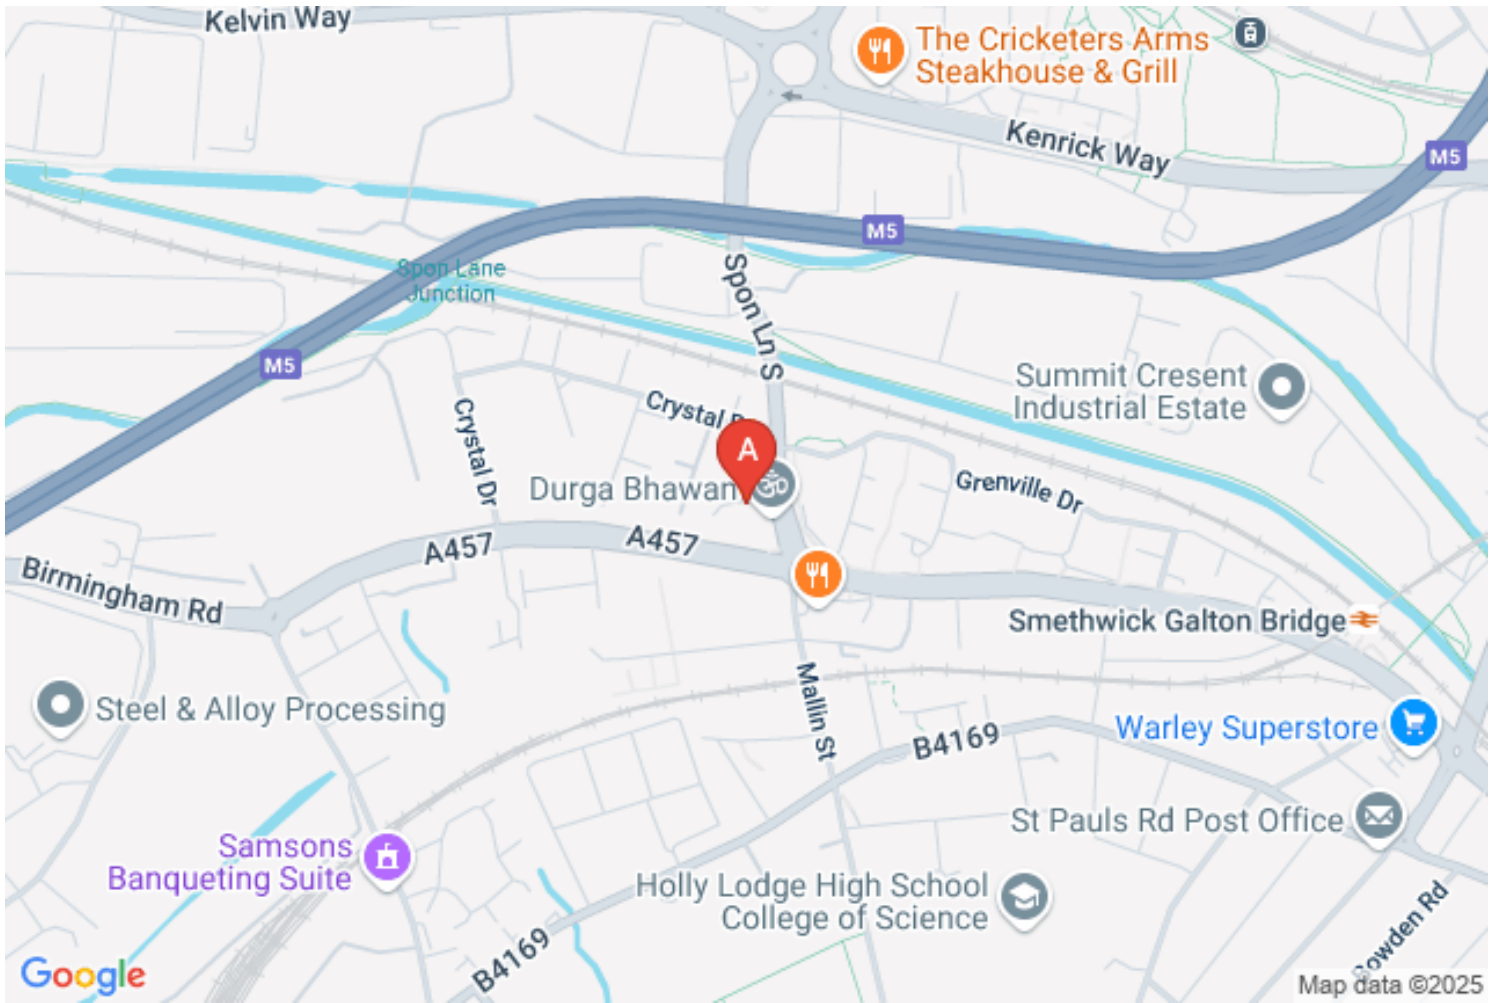 Kelvin Way
The Cricketers Arms
Steakhouse & Grill
Kenrick Way
M5
M5
Spon Lane
Junction
Spon Ln S
M5
Summit Cresent
Industrial Estate
Crystal
Crystal Dr
A
Durga Bhawan
Grenville Dr
A457
A457
Birmingham Rd
Smethwick Galton Bridge
Mallin St
Steel & Alloy Processing
Warley Superstore
B4169
St Pauls Rd Post Office
Samsons
Banqueting Suite
Holly Lodge High School
College of Science
B4169
Rd
Google
Map data ©2025